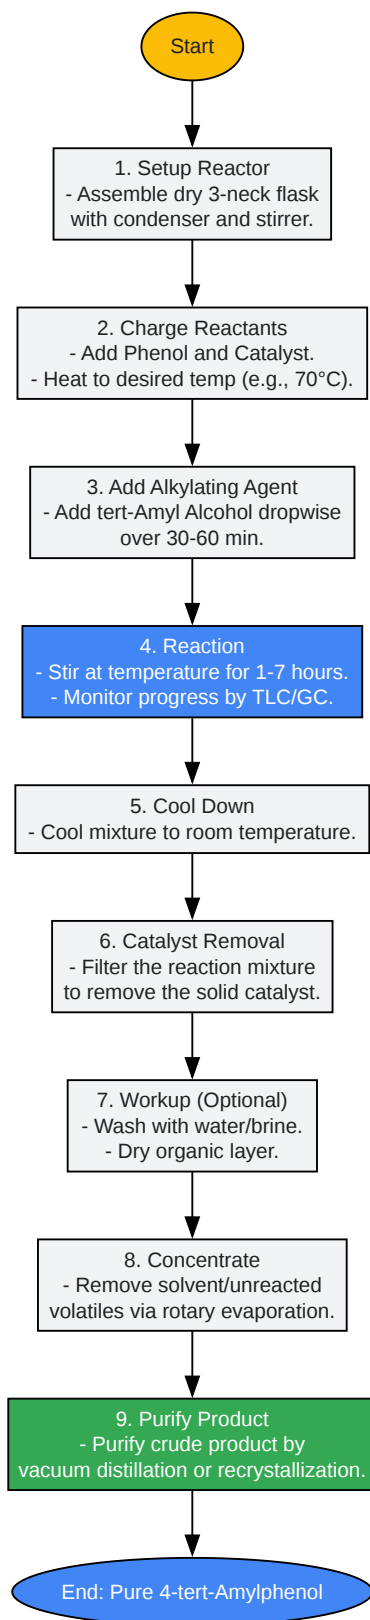 Start
1. Setup Reactor
- Assemble dry 3-neck flask
with condenser and stirrer.
2. Charge Reactants
- Add Phenol and Catalyst.
- Heat to desired temp (e.g., 70°C).
3. Add Alkylating Agent
- Add tert-Amyl Alcohol dropwise
over 30-60 min.
4. Reaction
- Stir at temperature for 1-7 hours.
- Monitor progress by TLC/GC.
5. Cool Down
- Cool mixture to room temperature.
6. Catalyst Removal
- Filter the reaction mixture
to remove the solid catalyst.
7. Workup (Optional)
- Wash with water/brine.
- Dry organic layer.
8. Concentrate
- Remove solvent/unreacted
volatiles via rotary evaporation.
9. Purify Product
- Purify crude product by
vacuum distillation or recrystallization.
End: Pure 4-tert-Amylphenol